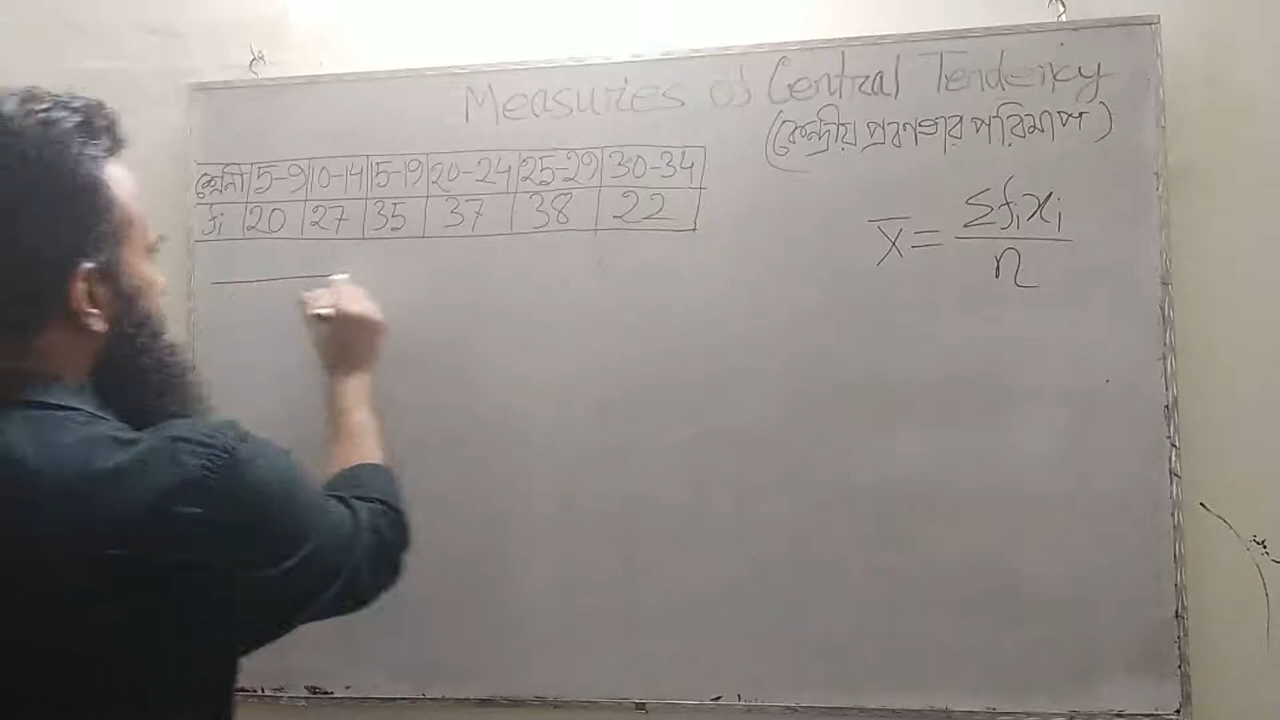 Measures of Central Tendency
(কেন্দ্রীয় প্রবণতার পরিমাপ)
শ্রেনী 5-9 10-14 15-19 20-24 25-29 30-34
fᵢ 20 27 35 37 38 22
x̄ = Σfᵢxᵢ / n